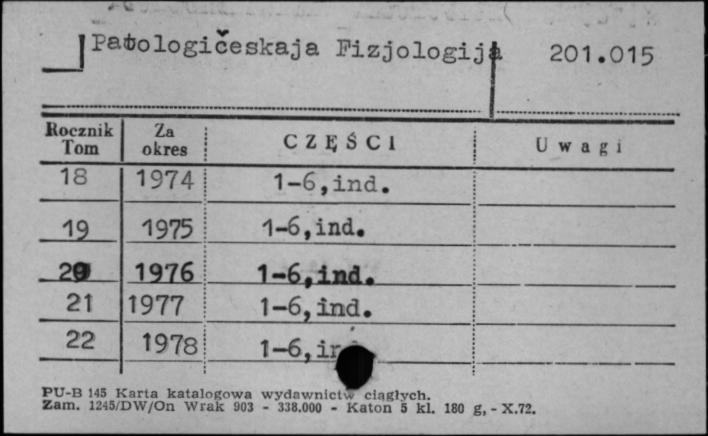 Patologičeskaja Fizjologija 201.015
Rocznik Tom Za okres CZĘŚCI Uwagi
18 1974 1-6,ind.
19 1975 1-6,ind.
20 1976 1-6,ind.
21 1977 1-6,ind.
22 1978 1-6,
PU-B 145 Karta katalogowa wydawnictw ciągłych.
Zam. 1245/DW/On Wrak 903 - 338.000 - Katon 5 kl. 180 g, - X.72.